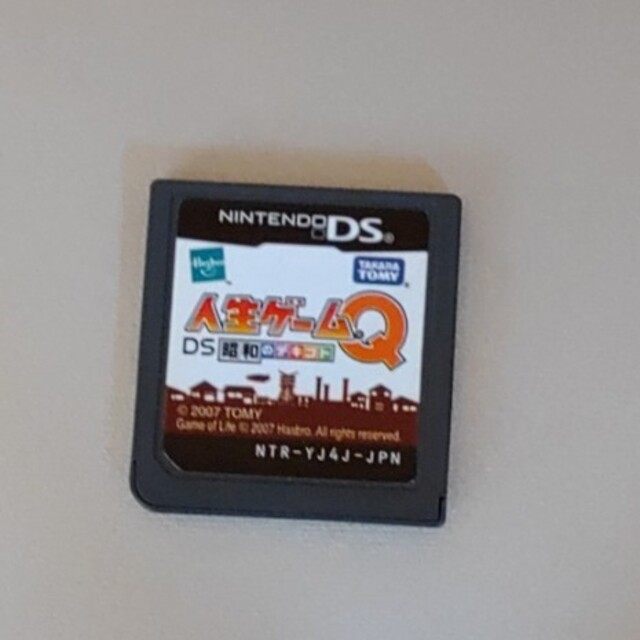 NINTENDO DS®
Hasbro
TAKARA TOMY
人生ゲームQ
DS 昭和のデキゴト
© 2007 TOMY
Game of Life © 2007 Hasbro. All rights reserved.
NTR-YJ4J-JPN